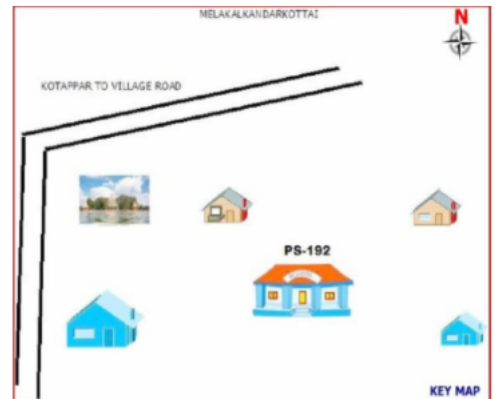 MELAKALKANDARKOTTAI
N
KOTAPPAR TO VILLAGE ROAD
PS-192
KEY MAP